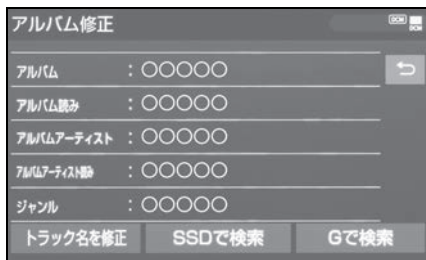 アルバム修正
アルバム : ○○○○○
アルバム読み : ○○○○○
アルバムアーティスト : ○○○○○
アルバムアーティスト読み : ○○○○○
ジャンル : ○○○○○
トラック名を修正 SSDで検索 Gで検索